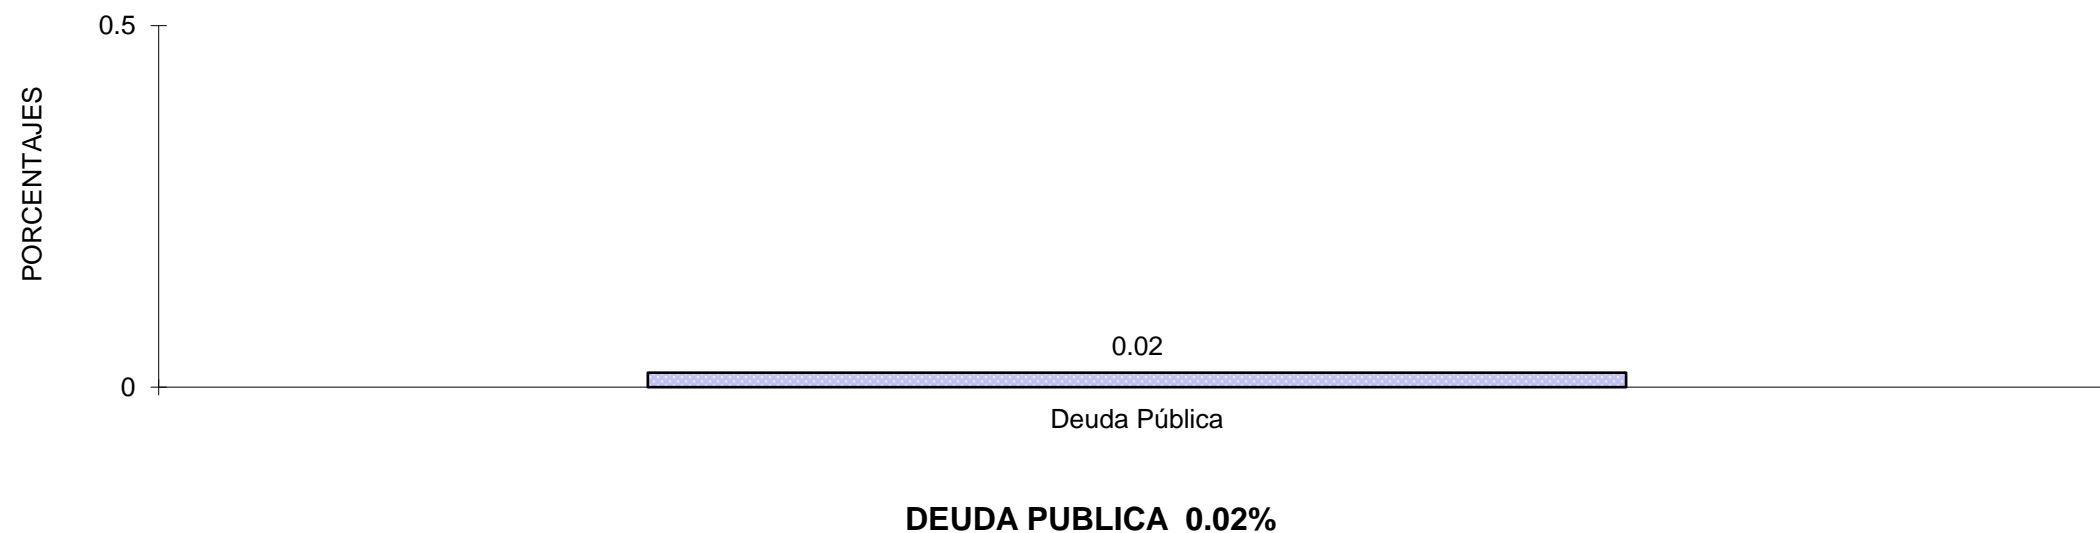 0.5
PORCENTAJES
0.02
0
Deuda Pública
DEUDA PUBLICA  0.02%